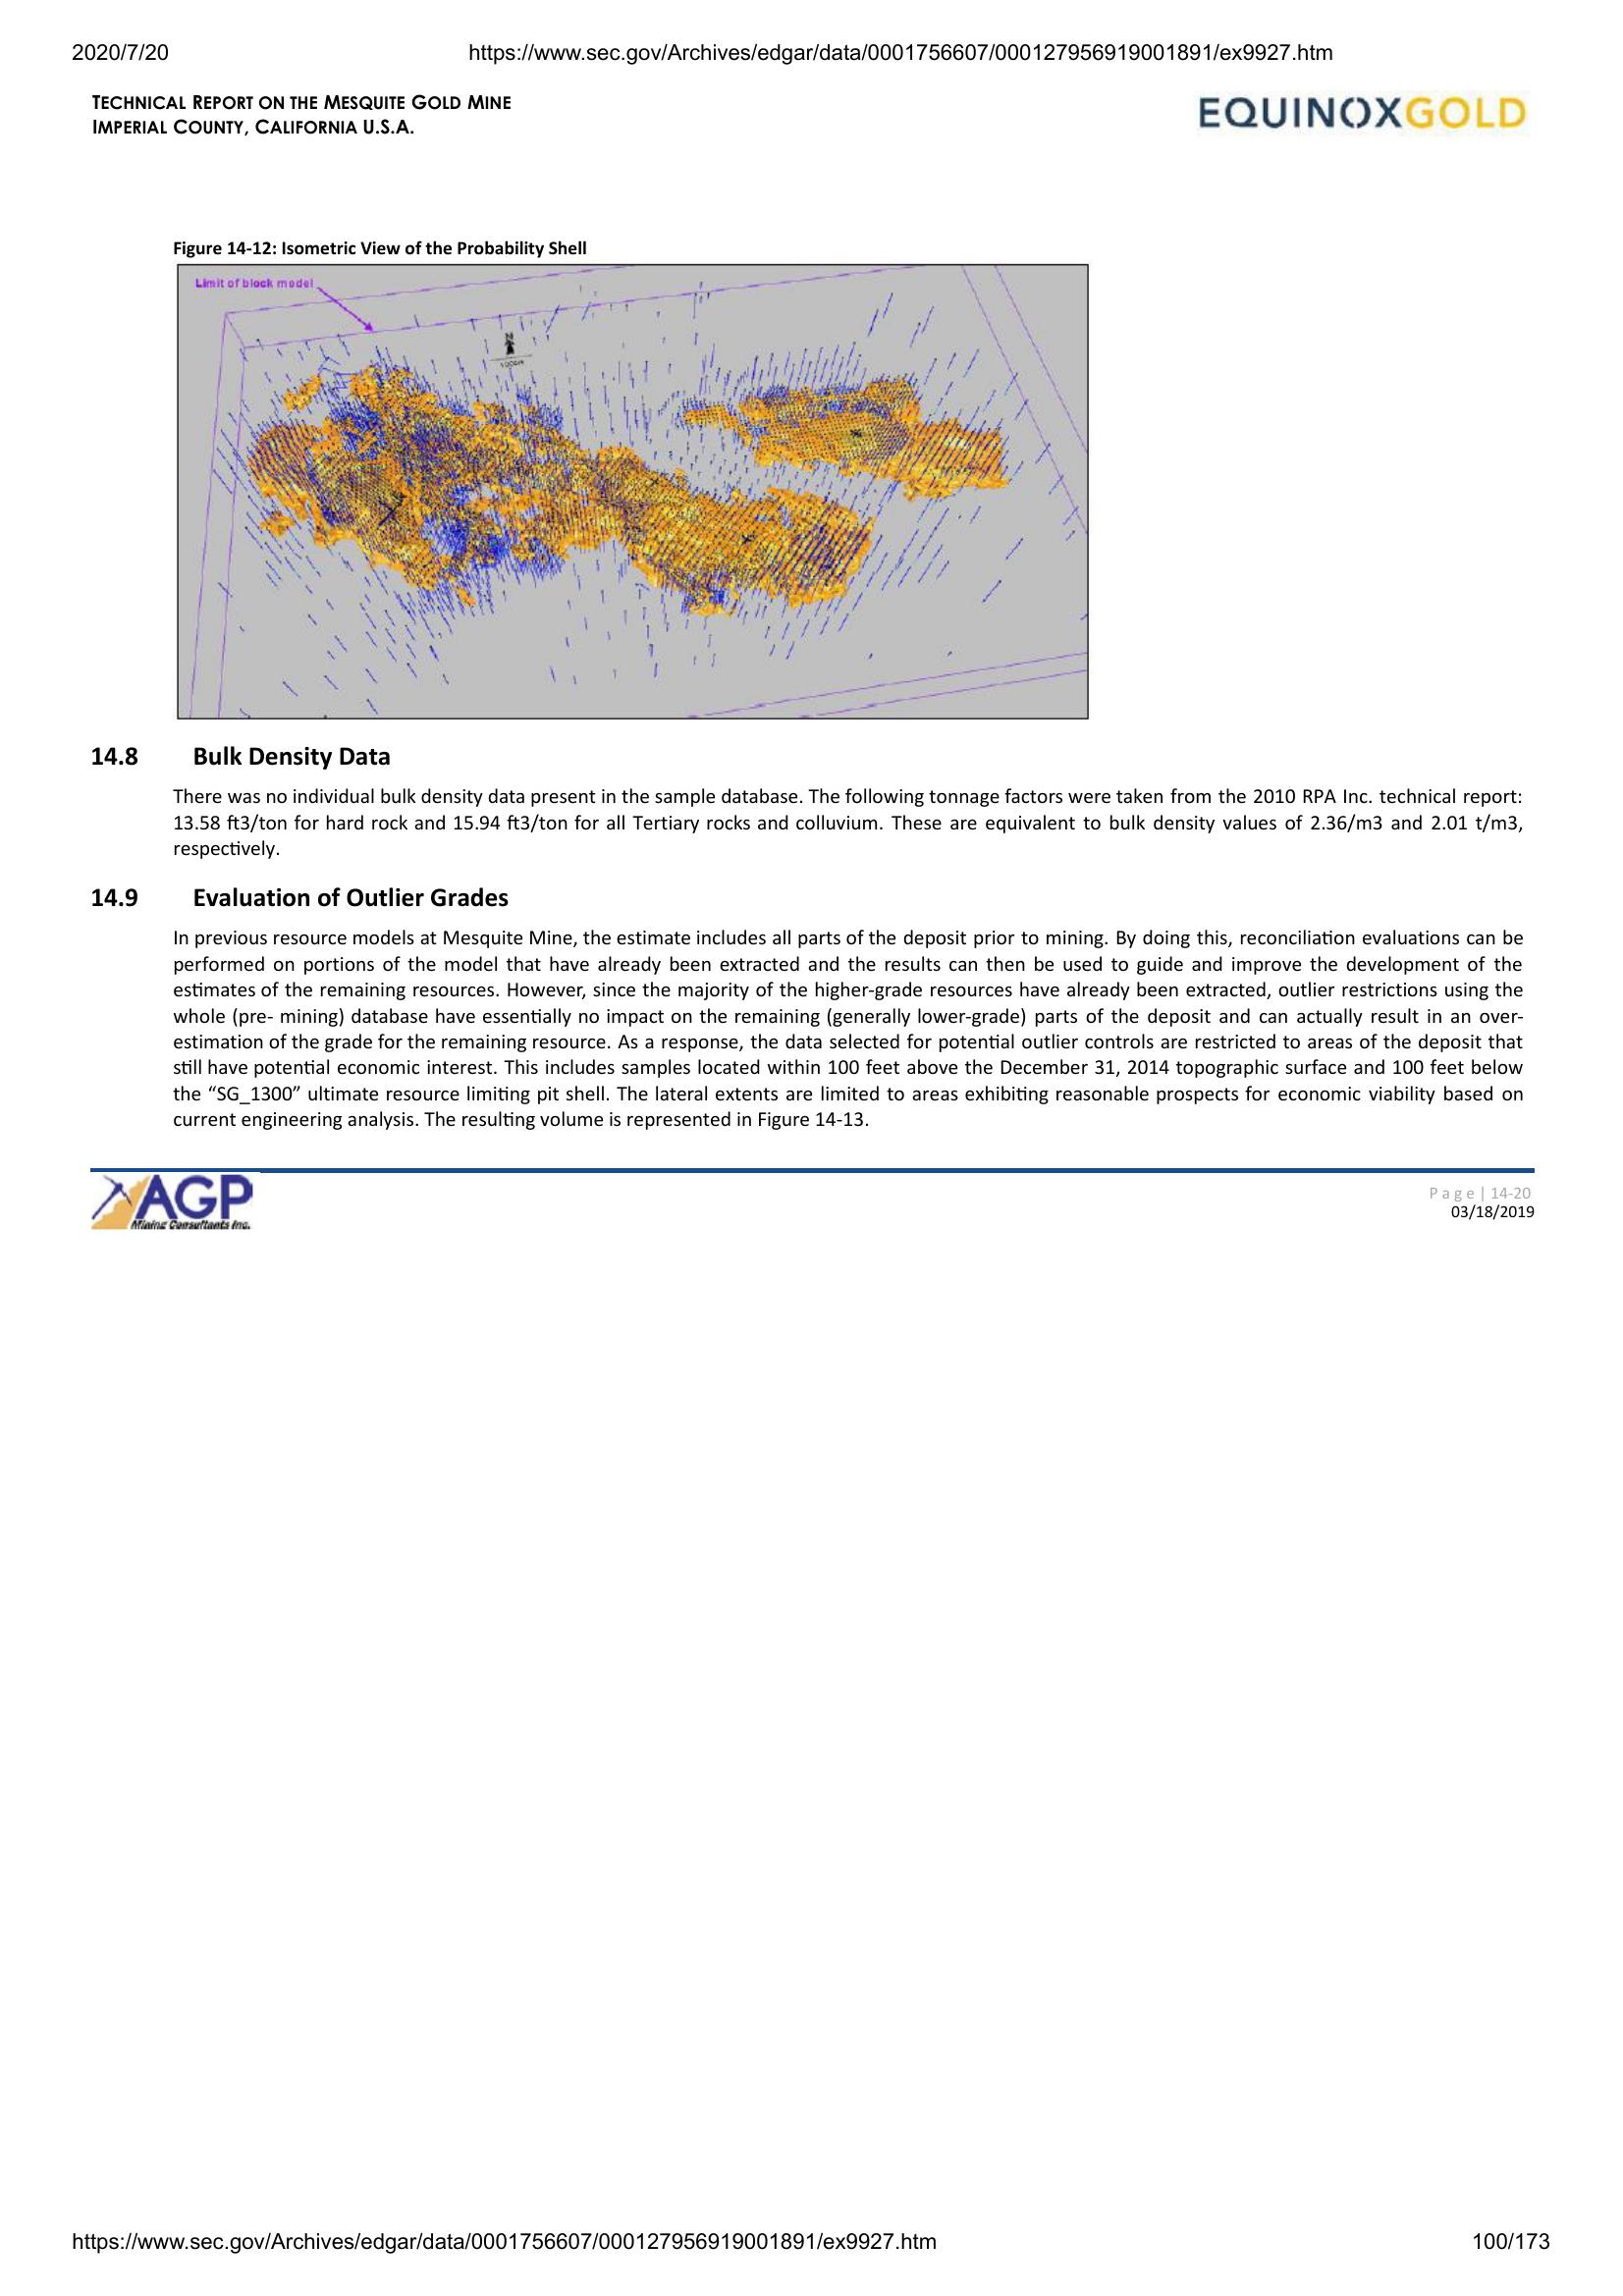 2020/7/20 https://www.sec.gov/Archives/edgar/data/0001756607/000127956919001891/ex9927.htm
TECHNICAL REPORT ON THE MESQUITE GOLD MINE
IMPERIAL COUNTY, CALIFORNIA U.S.A.
EQUINOXGOLD
Figure 14-12: Isometric View of the Probability Shell
Limit of block model
N
14.8 Bulk Density Data
There was no individual bulk density data present in the sample database. The following tonnage factors were taken from the 2010 RPA Inc. technical report:
13.58 ft3/ton for hard rock and 15.94 ft3/ton for all Tertiary rocks and colluvium. These are equivalent to bulk density values of 2.36/m3 and 2.01 t/m3,
respectively.
14.9 Evaluation of Outlier Grades
In previous resource models at Mesquite Mine, the estimate includes all parts of the deposit prior to mining. By doing this, reconciliation evaluations can be
performed on portions of the model that have already been extracted and the results can then be used to guide and improve the development of the
estimates of the remaining resources. However, since the majority of the higher-grade resources have already been extracted, outlier restrictions using the
whole (pre- mining) database have essentially no impact on the remaining (generally lower-grade) parts of the deposit and can actually result in an over-
estimation of the grade for the remaining resource. As a response, the data selected for potential outlier controls are restricted to areas of the deposit that
still have potential economic interest. This includes samples located within 100 feet above the December 31, 2014 topographic surface and 100 feet below
the “SG_1300” ultimate resource limiting pit shell. The lateral extents are limited to areas exhibiting reasonable prospects for economic viability based on
current engineering analysis. The resulting volume is represented in Figure 14-13.
AGP
Mining Consultants Inc.
Page | 14-20
03/18/2019
https://www.sec.gov/Archives/edgar/data/0001756607/000127956919001891/ex9927.htm 100/173